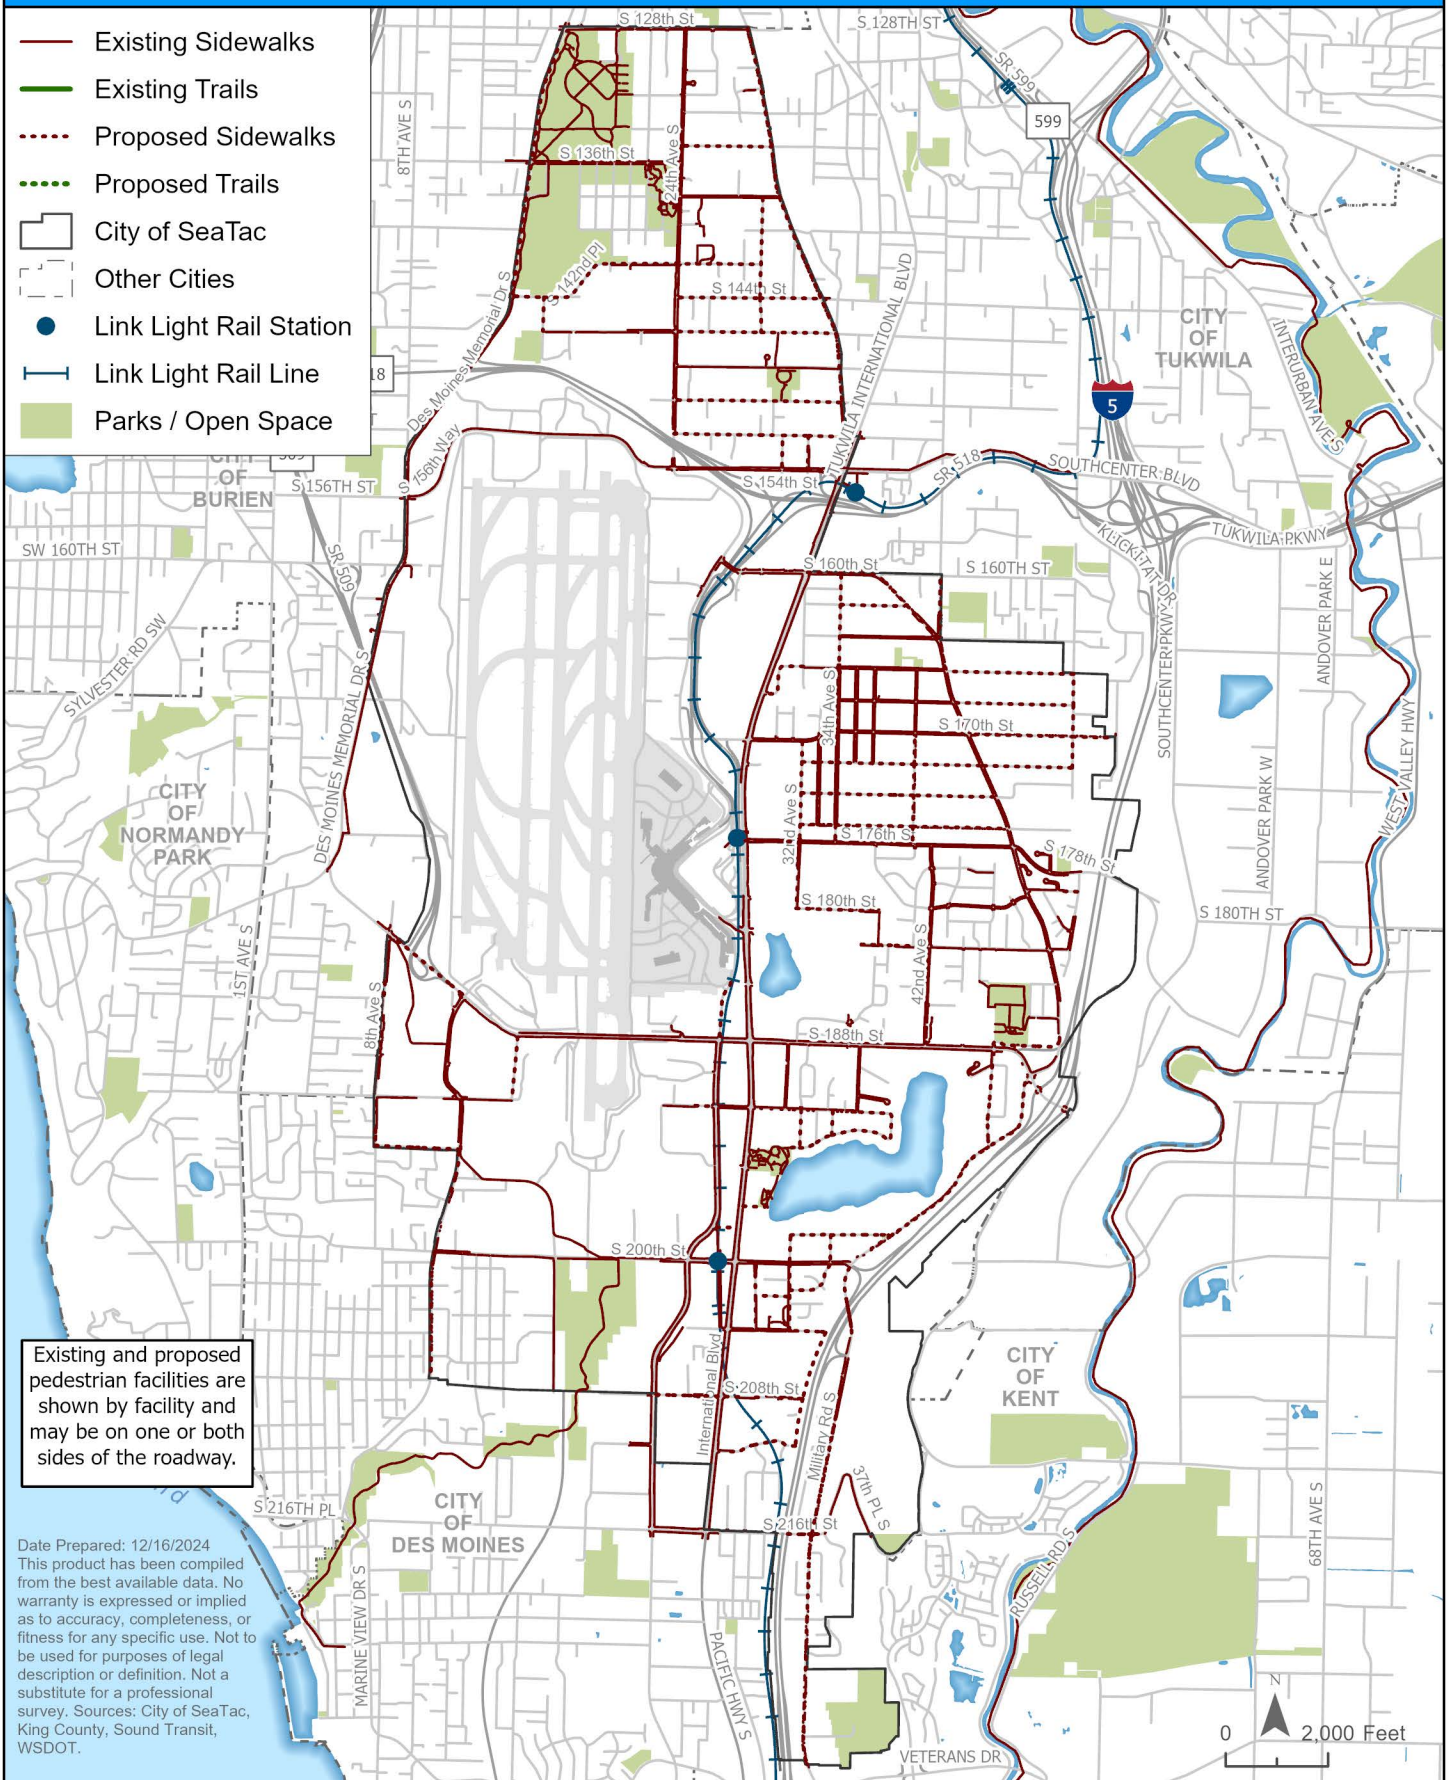 S 128th St
S 128TH ST
Existing Sidewalks
Existing Trails
Proposed Sidewalks
Proposed Trails
City of SeaTac
Other Cities
Link Light Rail Station
Link Light Rail Line
Parks / Open Space
8TH AVE S
SR 599
599
24th Ave S
S 136th St
S 142nd Pl
S 144th St
Des Moines Memorial Dr S
TUKWILA INTERNATIONAL BLVD
CITY
OF
TUKWILA
INTERURBAN AVE S
18
5
CITY
OF
BURIEN
509
S 156TH ST
S 156th Way
S 154th St
SR 518
SOUTHCENTER BLVD
TUKWILA PKWY
KLICKITAT DR
SW 160TH ST
SR 509
S 160th St
S 160TH ST
ANDOVER PARK E
SOUTHCENTER PKWY
SYLVESTER RD SW
DES MOINES MEMORIAL DR S
34th Ave S
S 170th St
WEST VALLEY HWY
CITY
OF
NORMANDY
PARK
32nd Ave S
S 176th St
S 178th St
ANDOVER PARK W
S 180th St
S 180TH ST
1ST AVE S
8th Ave S
42nd Ave S
S 188th St
S 200th St
Existing and proposed
pedestrian facilities are
shown by facility and
may be on one or both
sides of the roadway.
International Blvd
S 208th St
Military Rd S
37th PL S
CITY
OF
KENT
nd
S 216TH PL
CITY
OF
DES MOINES
S 216th St
68TH AVE S
RUSSELL RD S
MARINE VIEW DR S
PACIFIC HWY S
VETERANS DR
Date Prepared: 12/16/2024
This product has been compiled
from the best available data. No
warranty is expressed or implied
as to accuracy, completeness, or
fitness for any specific use. Not to
be used for purposes of legal
description or definition. Not a
substitute for a professional
survey. Sources: City of SeaTac,
King County, Sound Transit,
WSDOT.
N
0
2,000 Feet